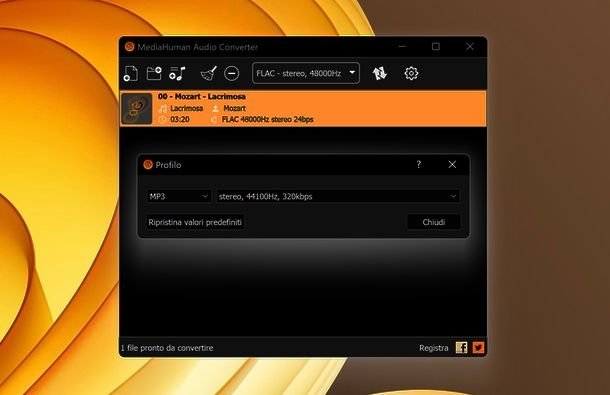 MediaHuman Audio Converter
FLAC - stereo, 48000Hz
00 - Mozart - Lacrimosa
Lacrimosa Mozart
03:20 FLAC 48000Hz stereo 24bps
Profilo ?
MP3 stereo, 44100Hz, 320kbps
Ripristina valori predefiniti Chiudi
1 file pronto da convertire Registra f